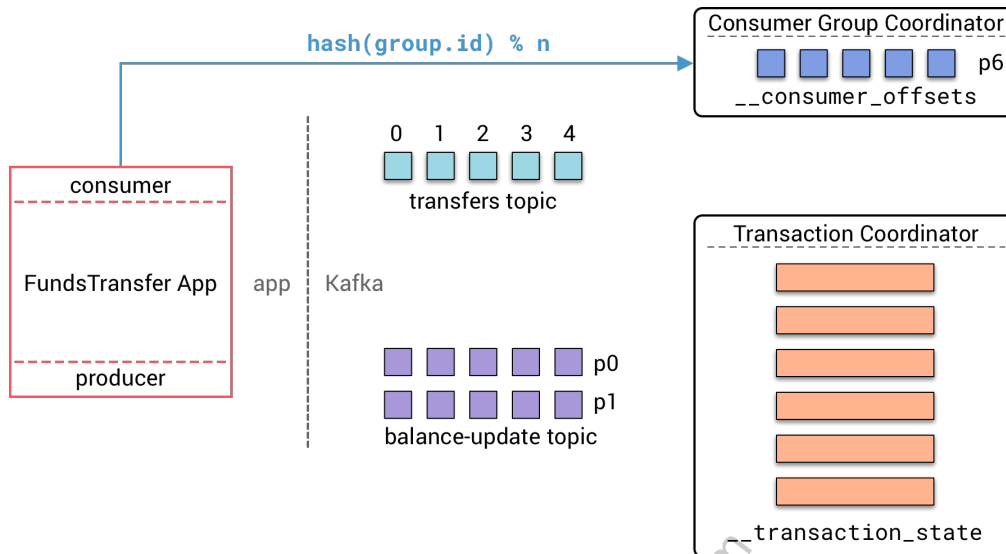 Consumer Group Coordinator
hash(group.id) % n
p6
__consumer_offsets
0 1 2 3 4
transfers topic
consumer
FundsTransfer App
producer
app
Kafka
p0
p1
balance-update topic
Transaction Coordinator
__transaction_state